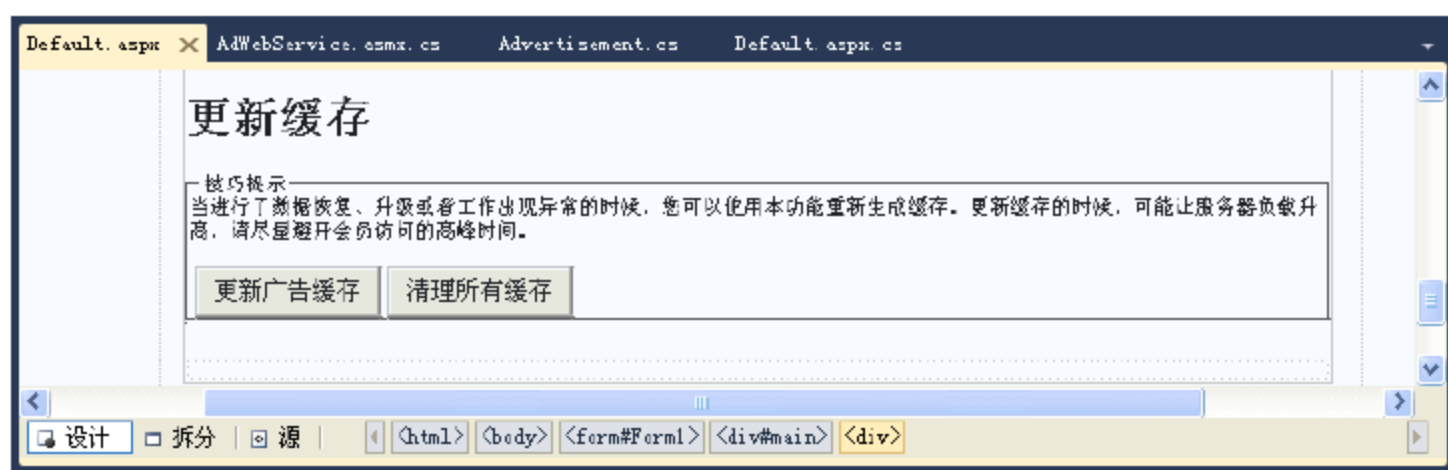 Default.aspx AdWebService.asmx.cs Advertisement.cs Default.aspx.cs
更新缓存
技巧提示
当进行了数据恢复、升级或者工作出现异常的时候，您可以使用本功能重新生成缓存。更新缓存的时候，可能让服务器负载升
高，请尽量避开会员访问的高峰时间。
更新广告缓存 清理所有缓存
设计 拆分 源 <html> <body> <form#Form1> <div#main> <div>